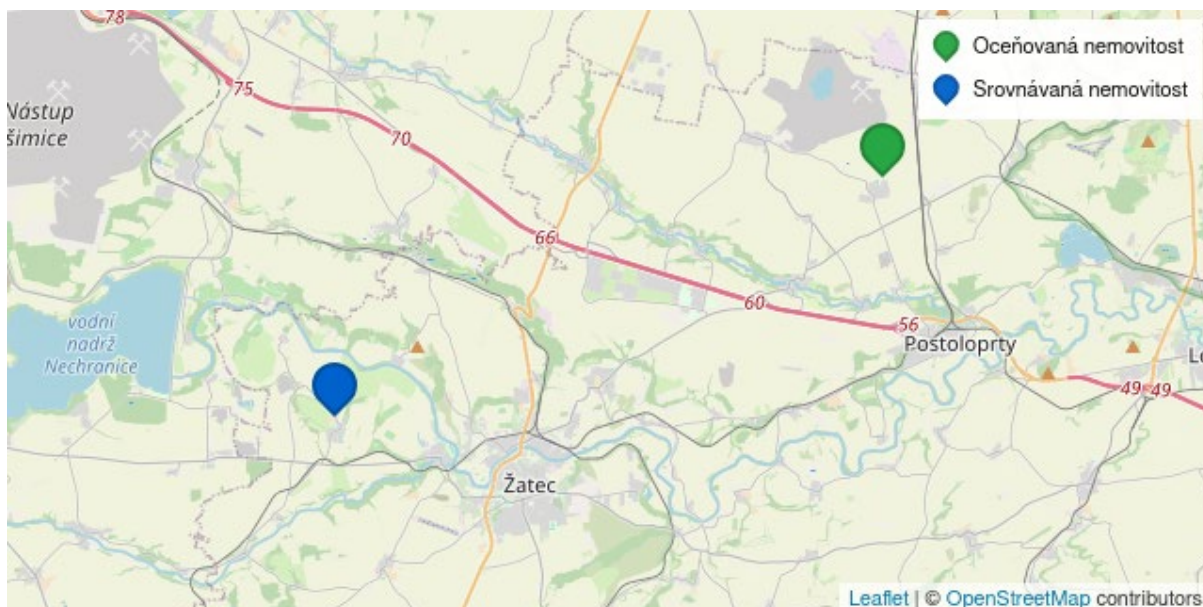 78
Oceňovaná nemovitost
75
Srovnávaná nemovitost
Nástup
šimice
70
66
60
56
vodní
nadrž
Nechranice
Postoloprty
Lo
49
49
Žatec
Leaflet | © OpenStreetMap contributors